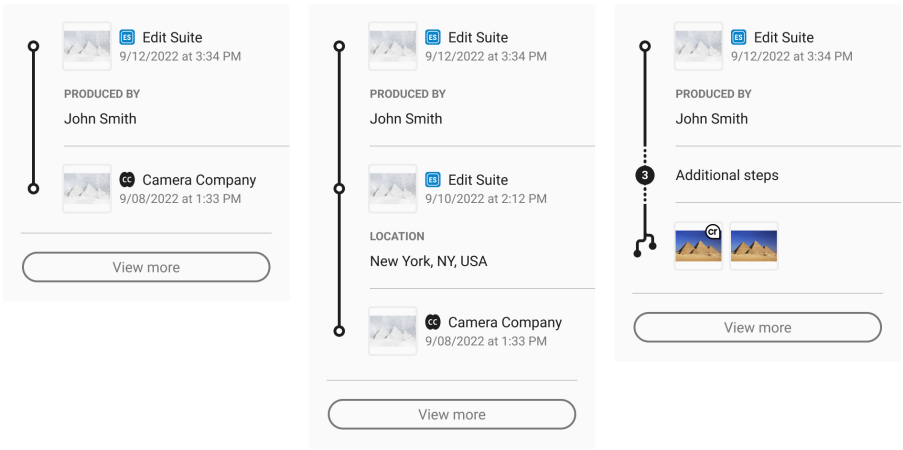 ES Edit Suite
9/12/2022 at 3:34 PM
PRODUCED BY
John Smith
CC Camera Company
9/08/2022 at 1:33 PM
View more
ES Edit Suite
9/12/2022 at 3:34 PM
PRODUCED BY
John Smith
ES Edit Suite
9/10/2022 at 2:12 PM
LOCATION
New York, NY, USA
CC Camera Company
9/08/2022 at 1:33 PM
View more
ES Edit Suite
9/12/2022 at 3:34 PM
PRODUCED BY
John Smith
3 Additional steps
cr
View more